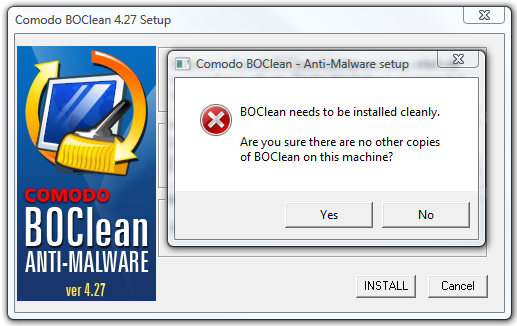 Comodo BOClean 4.27 Setup
Comodo BOClean - Anti-Malware setup
BOClean needs to be installed cleanly.
Are you sure there are no other copies
of BOClean on this machine?
Yes
No
COMODO
BOClean
ANTI-MALWARE
ver 4.27
INSTALL
Cancel